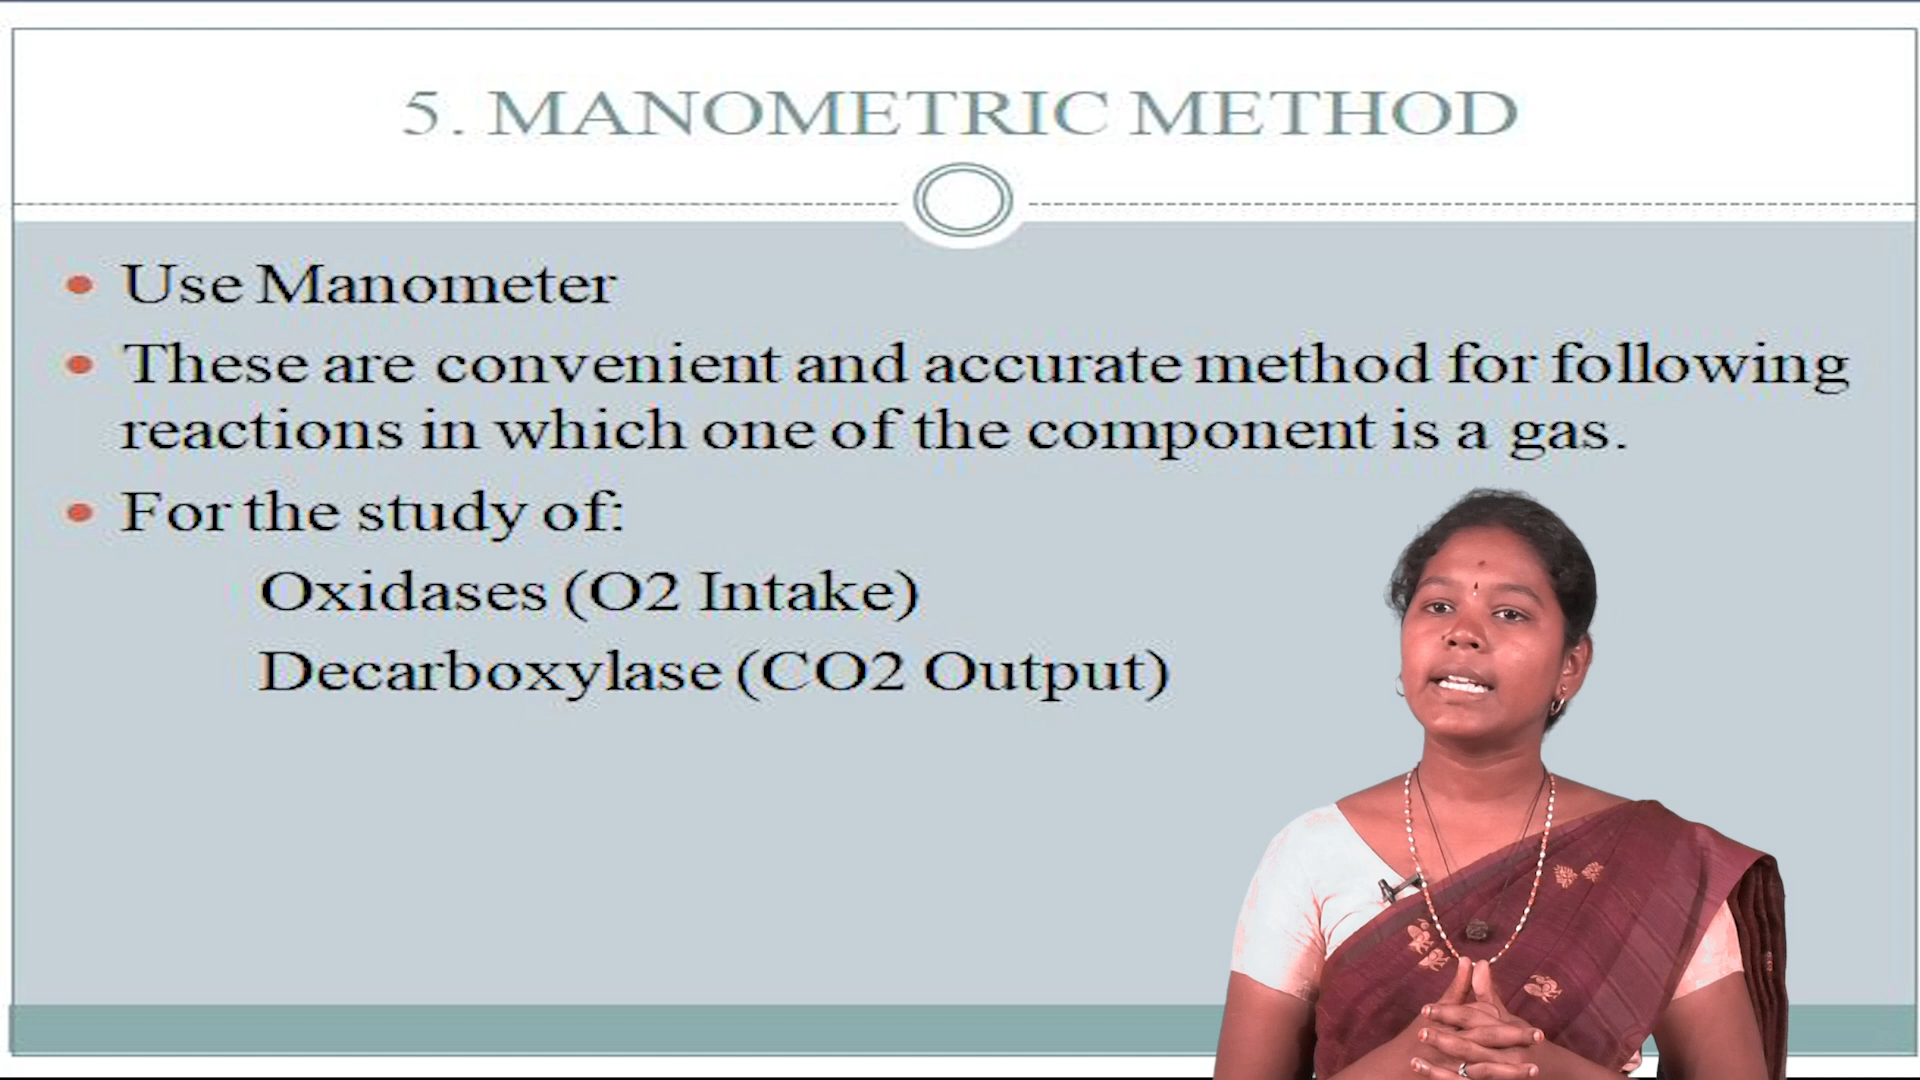 5. MANOMETRIC METHOD
• Use Manometer
• These are convenient and accurate method for following
reactions in which one of the component is a gas.
• For the study of:
Oxidases (O2 Intake)
Decarboxylase (CO2 Output)